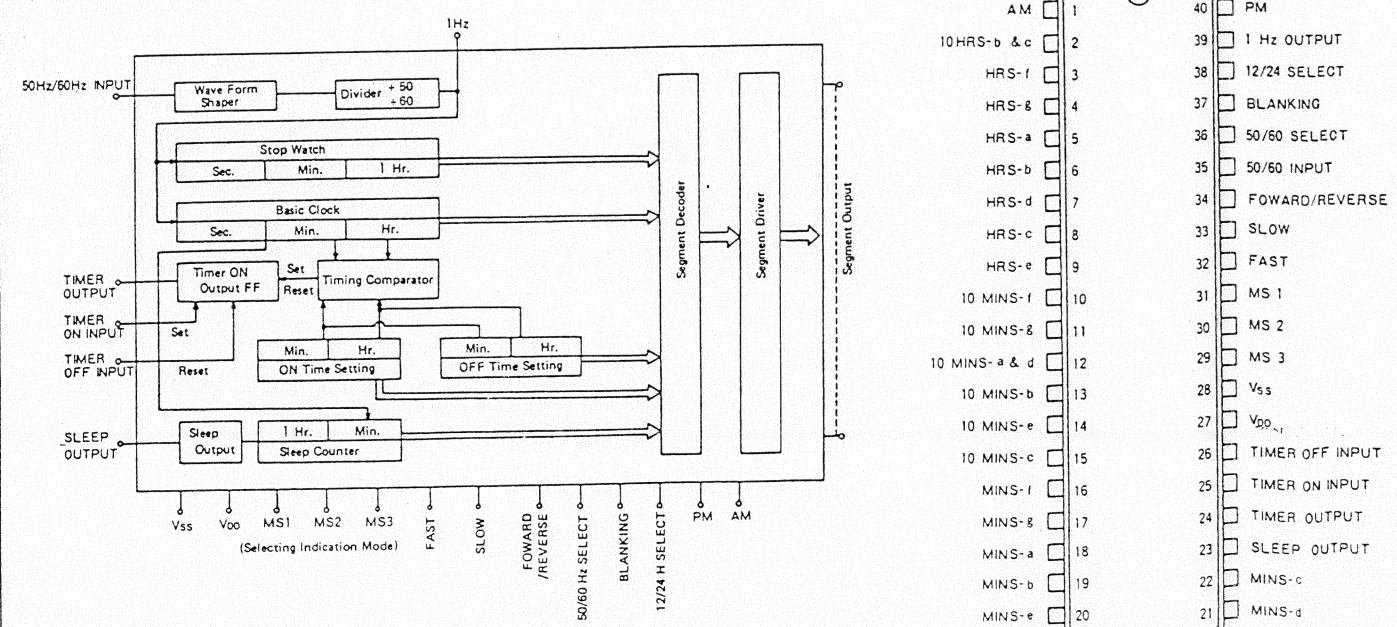 1Hz
50Hz/60Hz INPUT
Wave Form
Shaper
Divider ÷ 50
÷ 60
Stop Watch
Sec. Min. 1 Hr.
Basic Clock
Sec. Min. Hr.
TIMER
OUTPUT
Timer ON
Output FF
Set
Reset
Timing Comparator
TIMER
ON INPUT
Set
TIMER
OFF INPUT
Reset
Min. Hr.
ON Time Setting
Min. Hr.
OFF Time Setting
SLEEP
OUTPUT
Sleep
Output
1 Hr. Min.
Sleep Counter
Segment Decoder
Segment Driver
Segment Output
VSS
VDD
MS1
MS2
MS3
(Selecting Indication Mode)
FAST
SLOW
FOWARD
/REVERSE
50/60 Hz SELECT
BLANKING
12/24 H SELECT
PM
AM
AM 1
10HRS-b & c 2
HRS-f 3
HRS-g 4
HRS-a 5
HRS-b 6
HRS-d 7
HRS-c 8
HRS-e 9
10 MINS-f 10
10 MINS-g 11
10 MINS-a & d 12
10 MINS-b 13
10 MINS-e 14
10 MINS-c 15
MINS-f 16
MINS-g 17
MINS-a 18
MINS-b 19
MINS-e 20
40 PM
39 1 Hz OUTPUT
38 12/24 SELECT
37 BLANKING
36 50/60 SELECT
35 50/60 INPUT
34 FOWARD/REVERSE
33 SLOW
32 FAST
31 MS 1
30 MS 2
29 MS 3
28 VSS
27 VDD
26 TIMER OFF INPUT
25 TIMER ON INPUT
24 TIMER OUTPUT
23 SLEEP OUTPUT
22 MINS-c
21 MINS-d